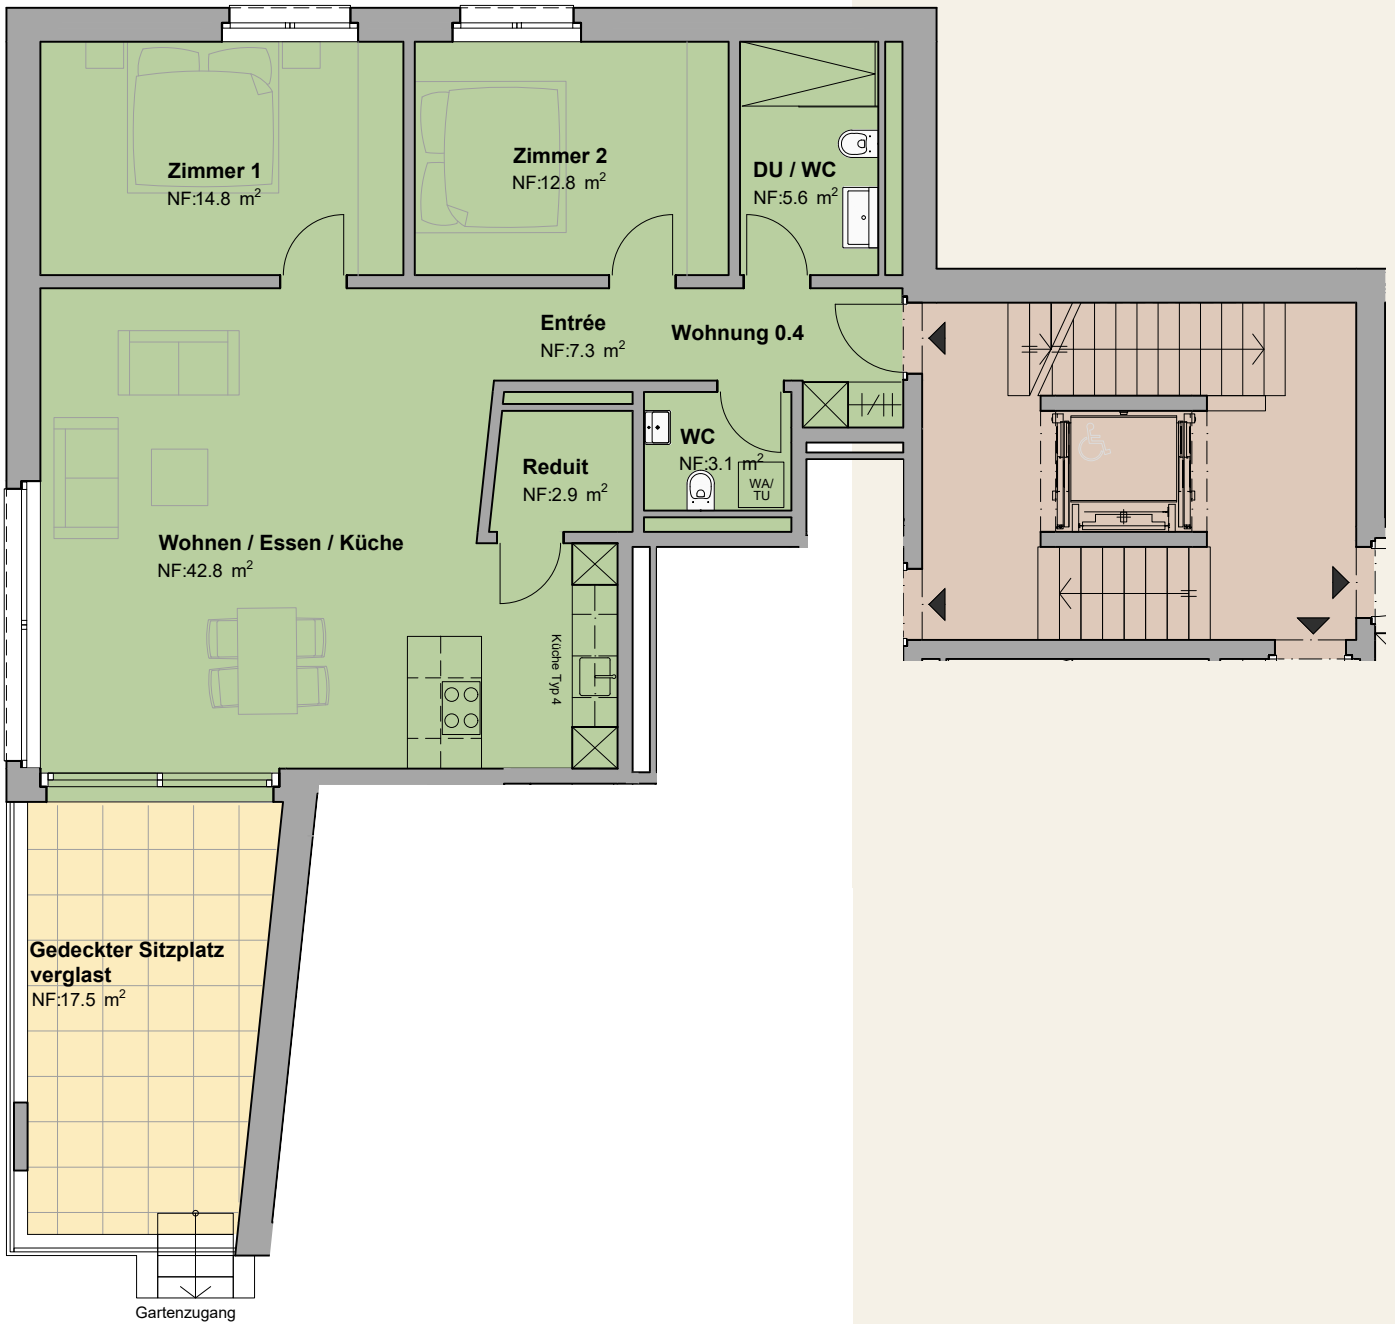 Zimmer 1
NF:14.8 m²
Zimmer 2
NF:12.8 m²
DU / WC
NF:5.6 m²
Entrée
NF:7.3 m²
Wohnung 0.4
WC
NF:3.1 m²
WA/
TU
Reduit
NF:2.9 m²
Wohnen / Essen / Küche
NF:42.8 m²
Küche Typ 4
Gedeckter Sitzplatz
verglast
NF:17.5 m²
Gartenzugang